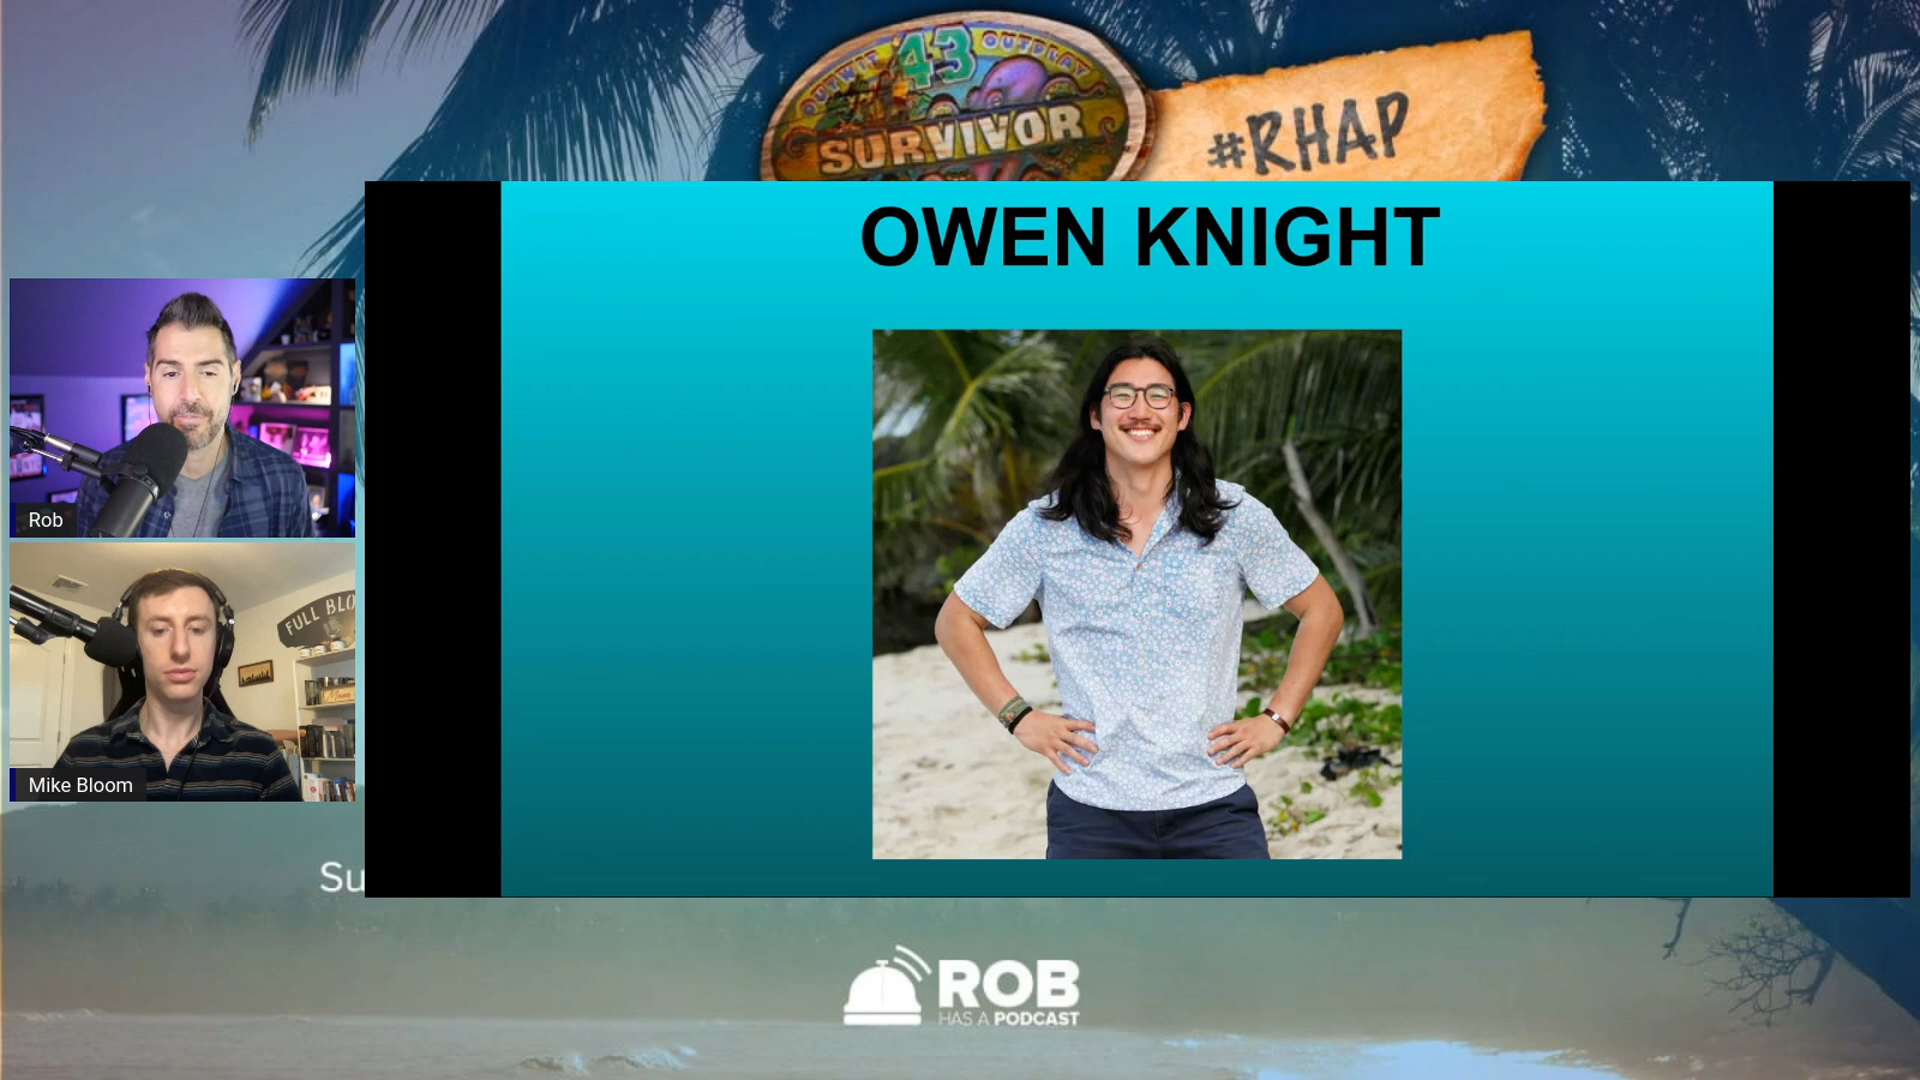 OUTWIT 43 OUTPLAY
SURVIVOR
#RHAP
OWEN KNIGHT
Rob
FULL BLO
Mike Bloom
Su
ROB
HAS A PODCAST